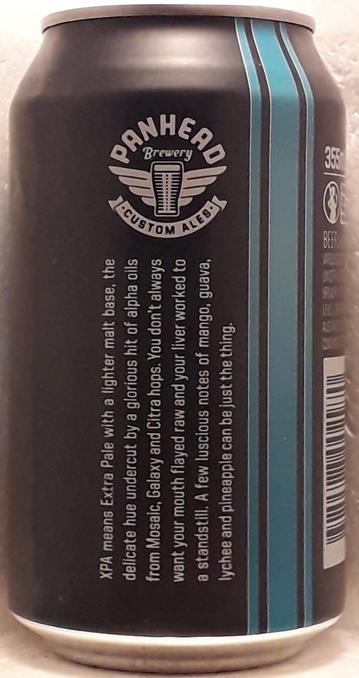 PANHEAD
Brewery
CUSTOM ALES
XPA means Extra Pale with a lighter malt base, the
delicate hue undercut by a glorious hit of alpha oils
from Mosaic, Galaxy and Citra hops. You don't always
want your mouth flayed raw and your liver worked to
a standstill. A few luscious notes of mango, guava,
lychee and pineapple can be just the thing.
355
BEER